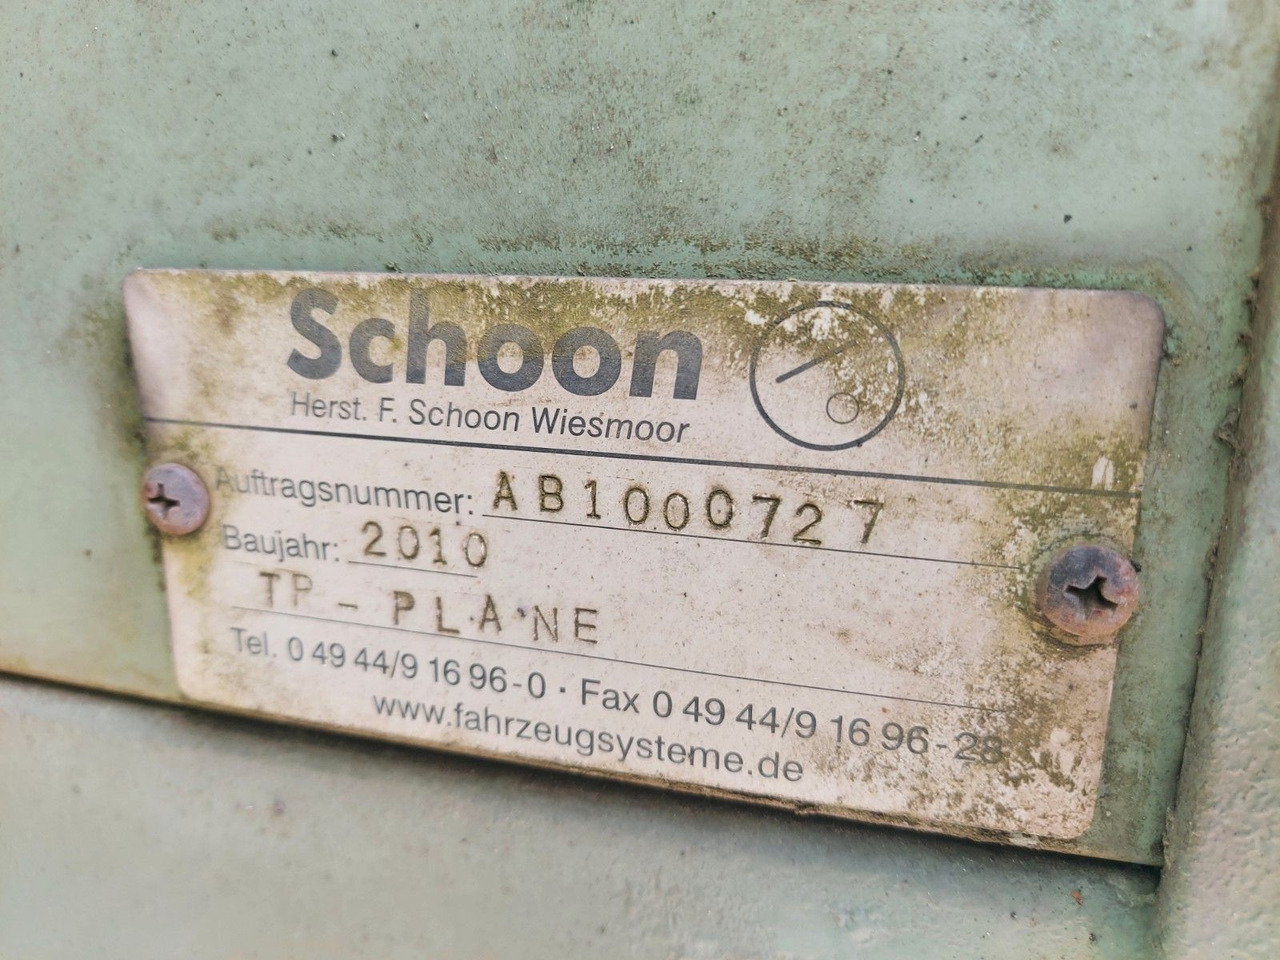 Schoon
Herst. F. Schoon Wiesmoor
Auftragsnummer: AB1000727
Baujahr: 2010
TP-PLANE
Tel. 0 49 44/9 16 96-0 · Fax 0 49 44/9 16 96-28
www.fahrzeugsysteme.de